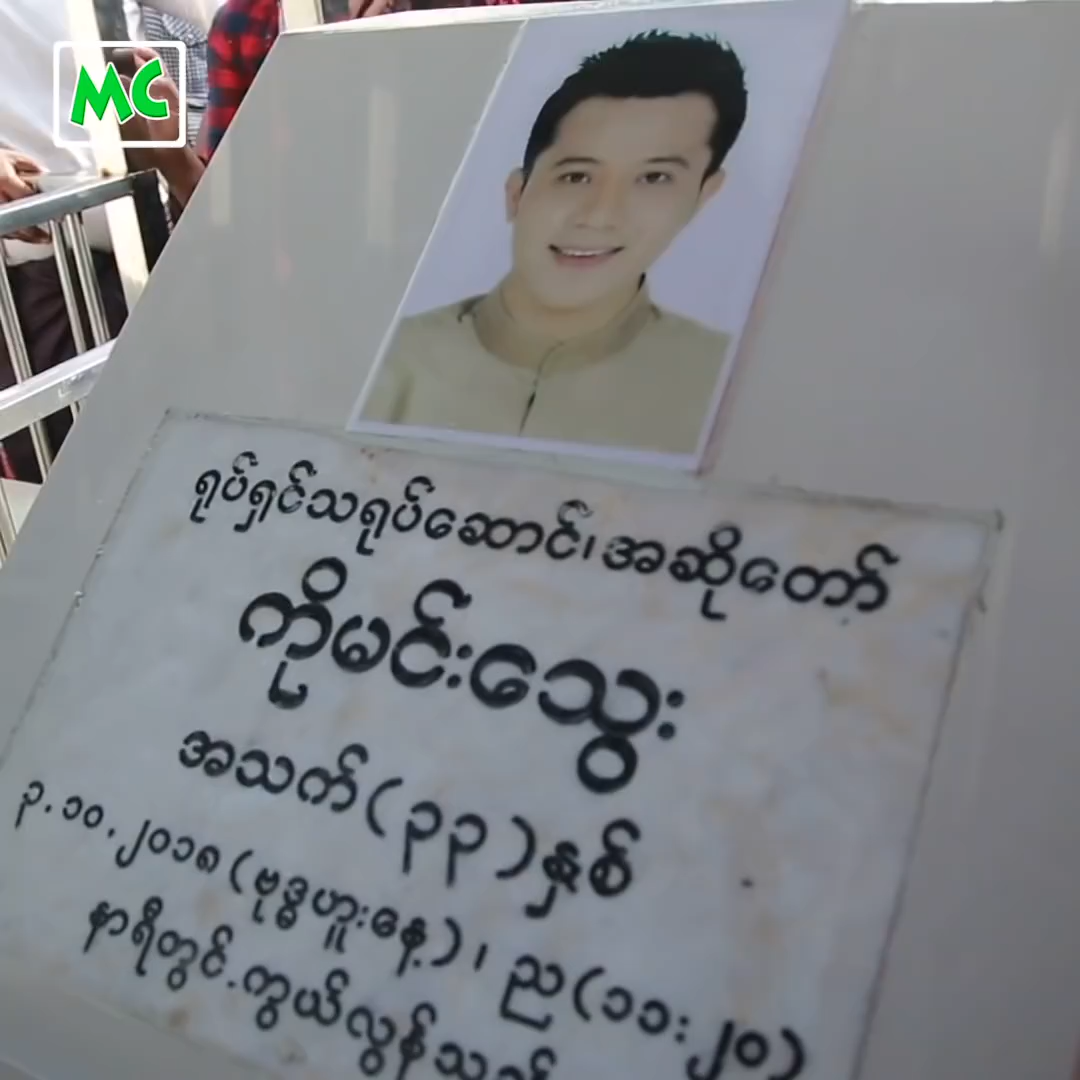 MC
ရုပ်ရှင်သရုပ်ဆောင်၊အဆိုတော်
ကိုမင်းသွေး
အသက်(၃၃)နှစ်
၃.၁၀.၂၀၁၈(ဗုဒ္ဓဟူးနေ့)၊ ည(၁၁:၂၀)
နာရီတွင်.ကွယ်လွန်သည်